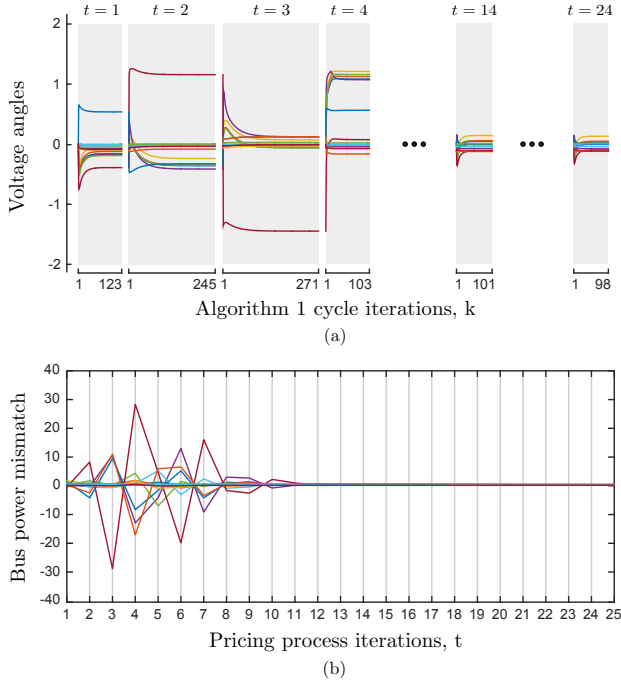 t = 1 t = 2 t = 3 t = 4 t = 14 t = 24
2
1
0
-1
-2
Voltage angles
1 123 1 245 1 271 1 103 1 101 1 98
Algorithm 1 cycle iterations, k
(a)
40
30
20
10
0
-10
-20
-30
-40
Bus power mismatch
1 2 3 4 5 6 7 8 9 10 11 12 13 14 15 16 17 18 19 20 21 22 23 24 25
Pricing process iterations, t
(b)